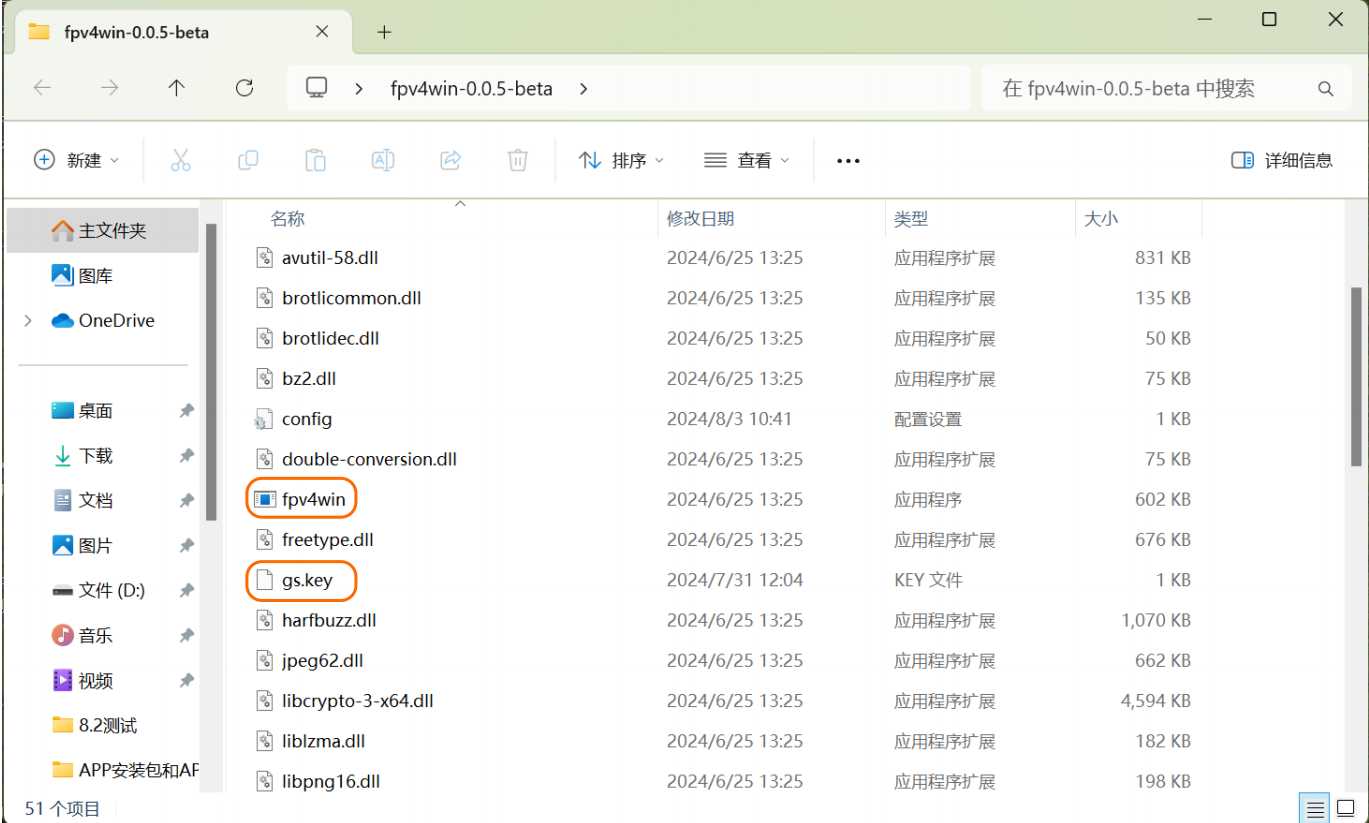 fpv4win-0.0.5-beta
fpv4win-0.0.5-beta
在 fpv4win-0.0.5-beta 中搜索
新建
排序
查看
详细信息
名称 修改日期 类型 大小
主文件夹
图库
OneDrive
桌面
下载
文档
图片
文件 (D:)
音乐
视频
8.2测试
APP安装包和AP
avutil-58.dll 2024/6/25 13:25 应用程序扩展 831 KB
brotlicommon.dll 2024/6/25 13:25 应用程序扩展 135 KB
brotlidec.dll 2024/6/25 13:25 应用程序扩展 50 KB
bz2.dll 2024/6/25 13:25 应用程序扩展 75 KB
config 2024/8/3 10:41 配置设置 1 KB
double-conversion.dll 2024/6/25 13:25 应用程序扩展 75 KB
fpv4win 2024/6/25 13:25 应用程序 602 KB
freetype.dll 2024/6/25 13:25 应用程序扩展 676 KB
gs.key 2024/7/31 12:04 KEY 文件 1 KB
harfbuzz.dll 2024/6/25 13:25 应用程序扩展 1,070 KB
jpeg62.dll 2024/6/25 13:25 应用程序扩展 662 KB
libcrypto-3-x64.dll 2024/6/25 13:25 应用程序扩展 4,594 KB
liblzma.dll 2024/6/25 13:25 应用程序扩展 182 KB
libpng16.dll 2024/6/25 13:25 应用程序扩展 198 KB
51 个项目